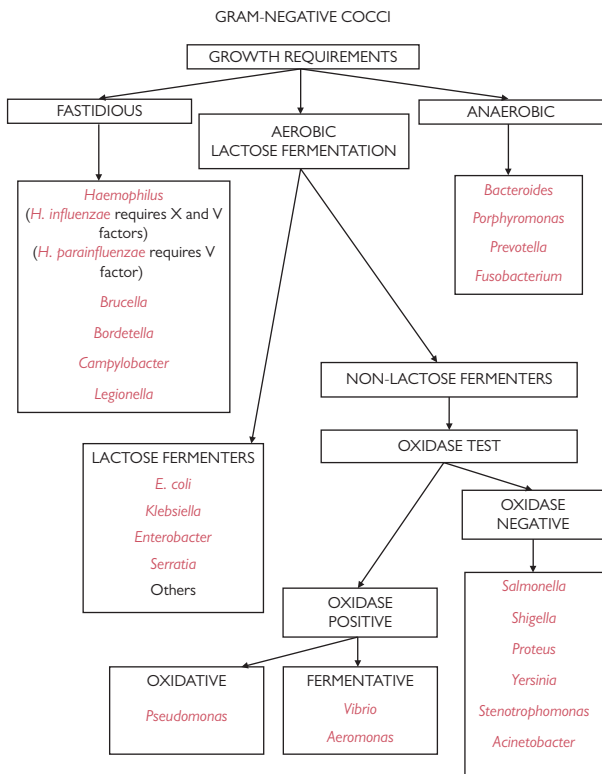 GRAM-NEGATIVE COCCI
GROWTH REQUIREMENTS
FASTIDIOUS
AEROBIC
LACTOSE FERMENTATION
ANAEROBIC
Haemophilus
(H. influenzae requires X and V
factors)
(H. parainfluenzae requires V
factor)
Brucella
Bordetella
Campylobacter
Legionella
Bacteroides
Porphyromonas
Prevotella
Fusobacterium
NON-LACTOSE FERMENTERS
OXIDASE TEST
LACTOSE FERMENTERS
E. coli
Klebsiella
Enterobacter
Serratia
Others
OXIDASE
NEGATIVE
OXIDASE
POSITIVE
Salmonella
Shigella
Proteus
Yersinia
Stenotrophomonas
Acinetobacter
OXIDATIVE
Pseudomonas
FERMENTATIVE
Vibrio
Aeromonas